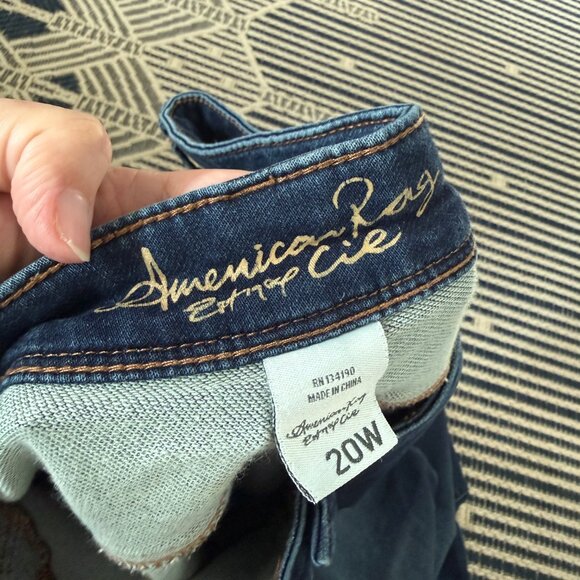 American Rag
Cie
RN 134190
MADE IN CHINA
American Rag
Cie
20W